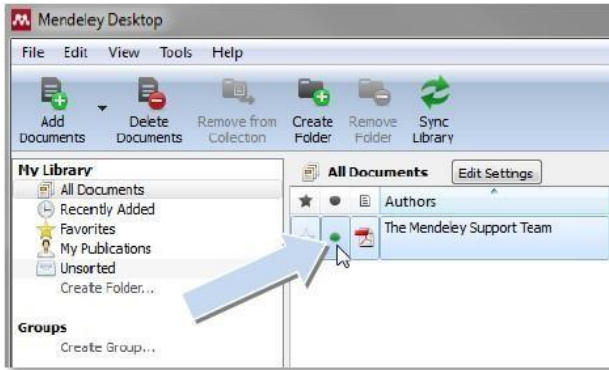 Mendeley Desktop
File Edit View Tools Help
Add Documents
Delete Documents
Remove from Colection
Create Folder
Remove Folder
Sync Library
My Library
All Documents
Recently Added
Favorites
My Publications
Unsorted
Create Folder...
Groups
Create Group...
All Documents Edit Settings
Authors
The Mendeley Support Team